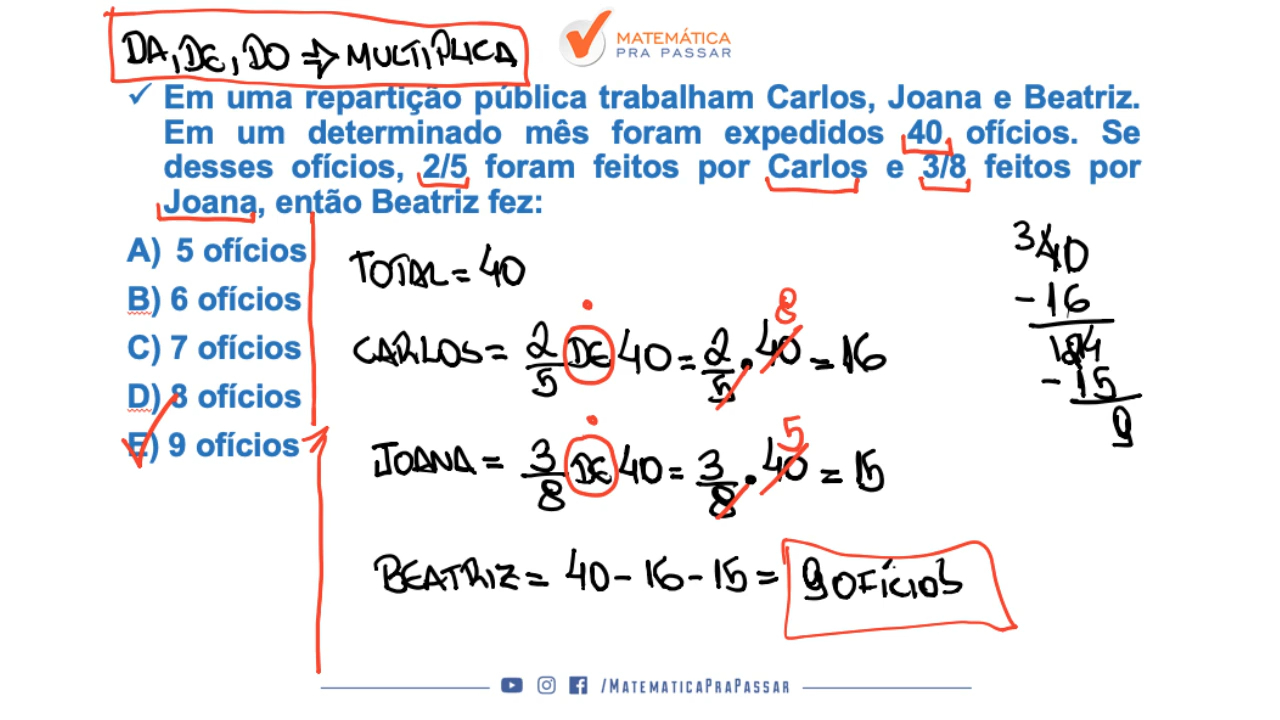 DA, DE, DO ⇒ MULTIPLICA
MATEMÁTICA
PRA PASSAR
✓ Em uma repartição pública trabalham Carlos, Joana e Beatriz.
Em um determinado mês foram expedidos 40 ofícios. Se
desses ofícios, 2/5 foram feitos por Carlos e 3/8 feitos por
Joana, então Beatriz fez:
A) 5 ofícios
B) 6 ofícios
C) 7 ofícios
D) 8 ofícios
E) 9 ofícios
TOTAL = 40
CARLOS = 2/5 DE 40 = 2/5 . 40 = 16
8
JOANA = 3/8 DE 40 = 3/8 . 40 = 15
5
BEATRIZ = 40 - 16 - 15 = 9 OFÍCIOS
3 40
- 16
24
- 15
9
/MATEMATICAPRAPASSAR